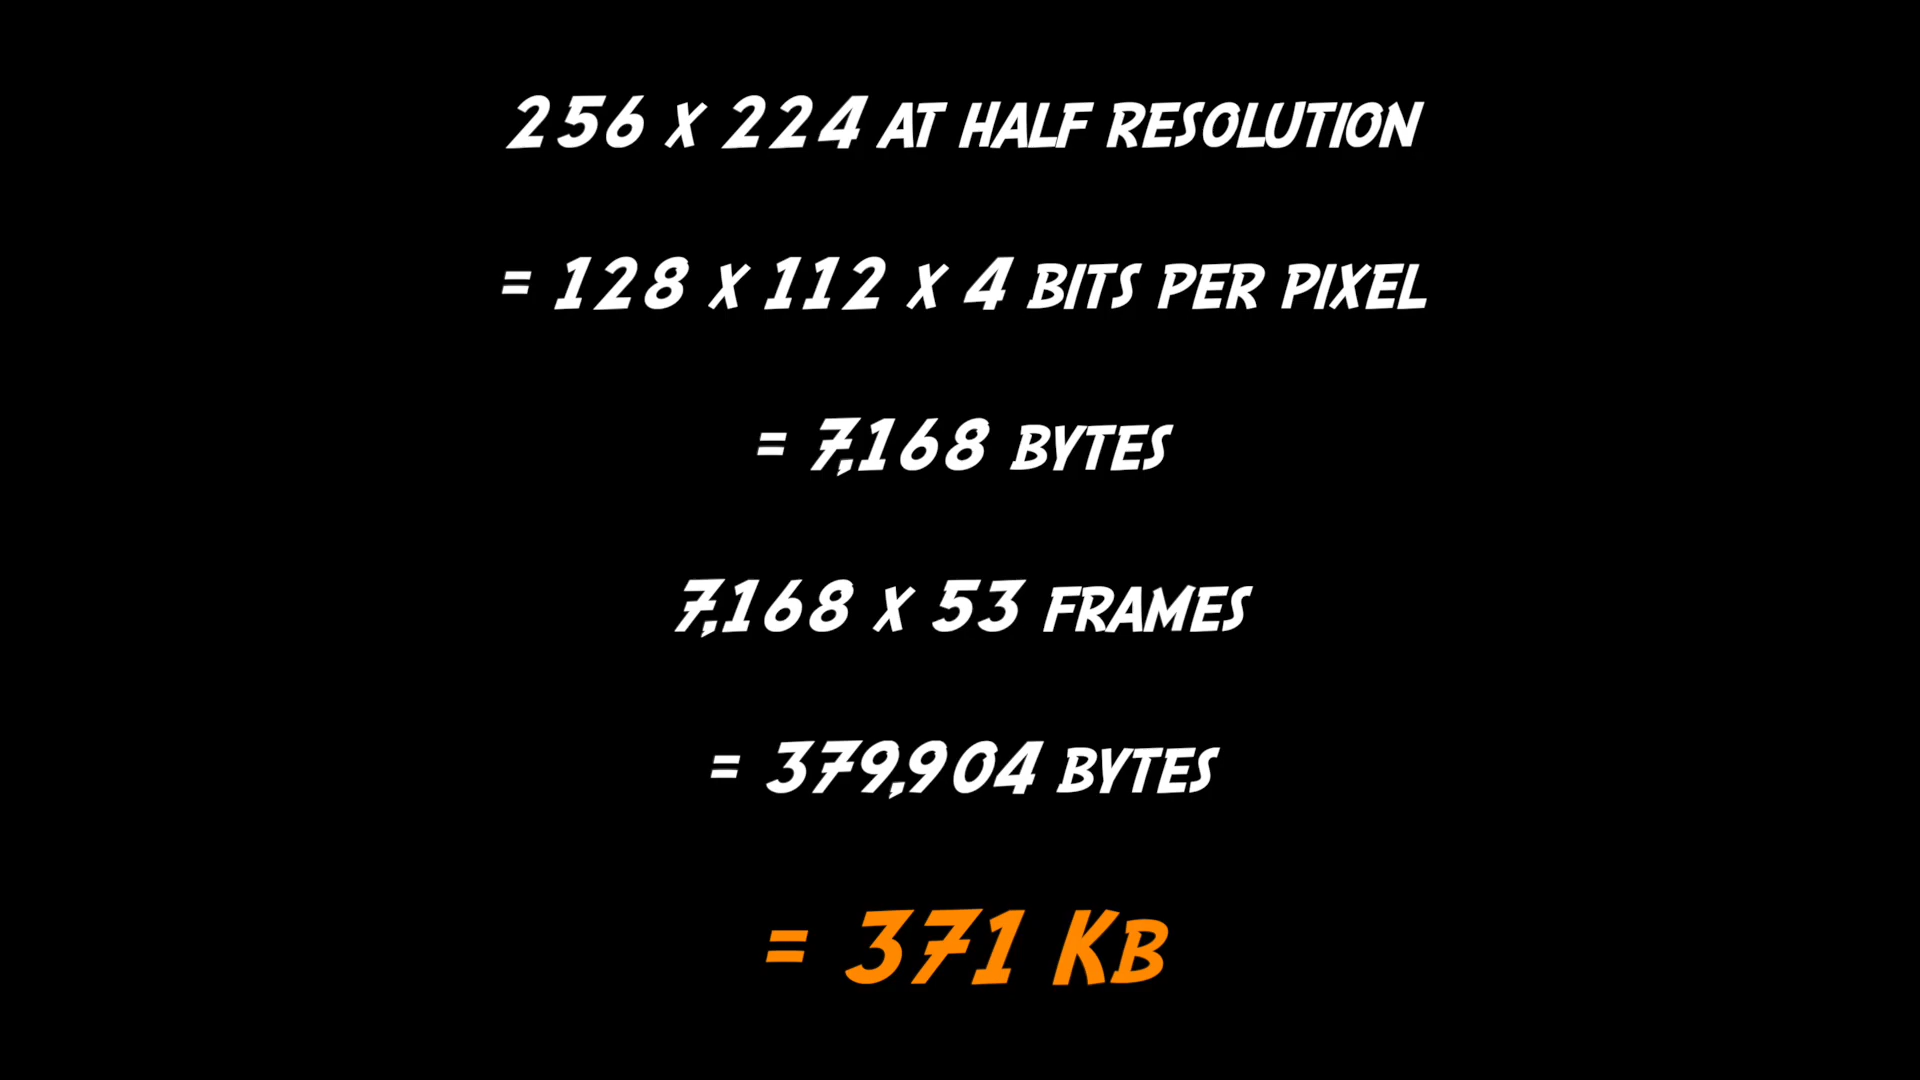 256 X 224 AT HALF RESOLUTION
= 128 X 112 X 4 BITS PER PIXEL
= 7,168 BYTES
7,168 X 53 FRAMES
= 379,904 BYTES
= 371 KB